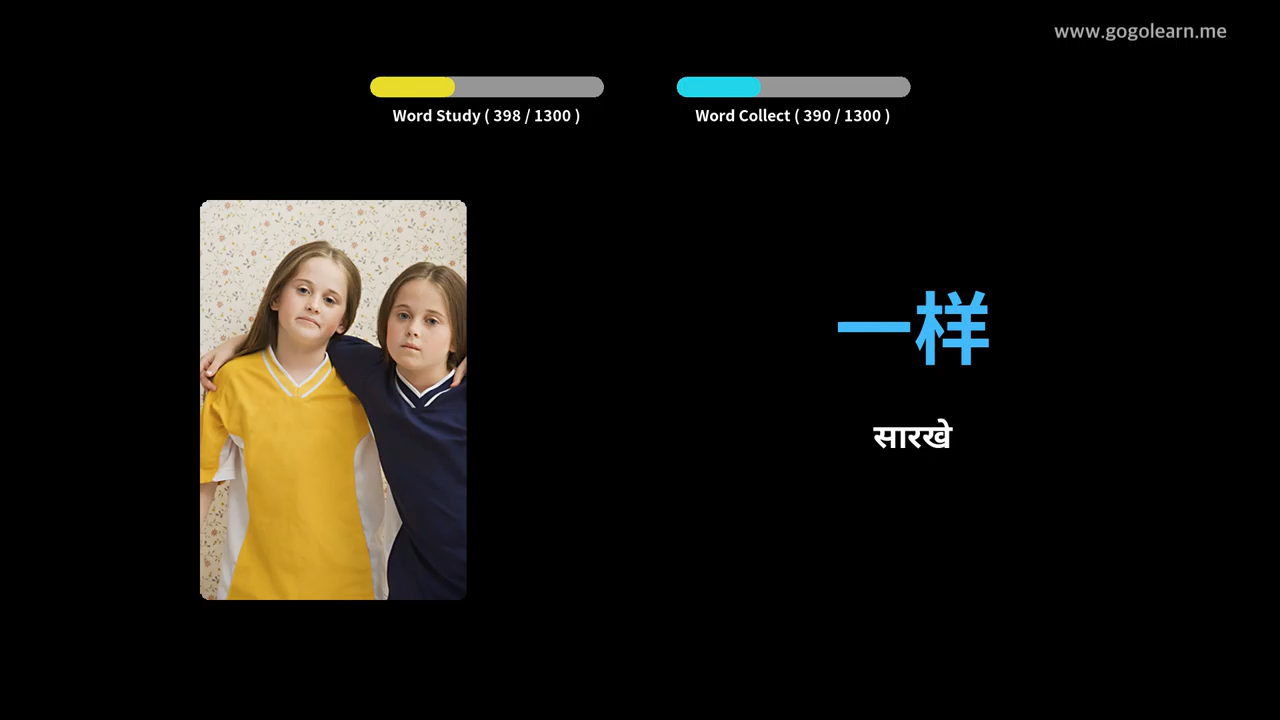 www.gogolearn.me
Word Study ( 398 / 1300 )
Word Collect ( 390 / 1300 )
一样
सारखे